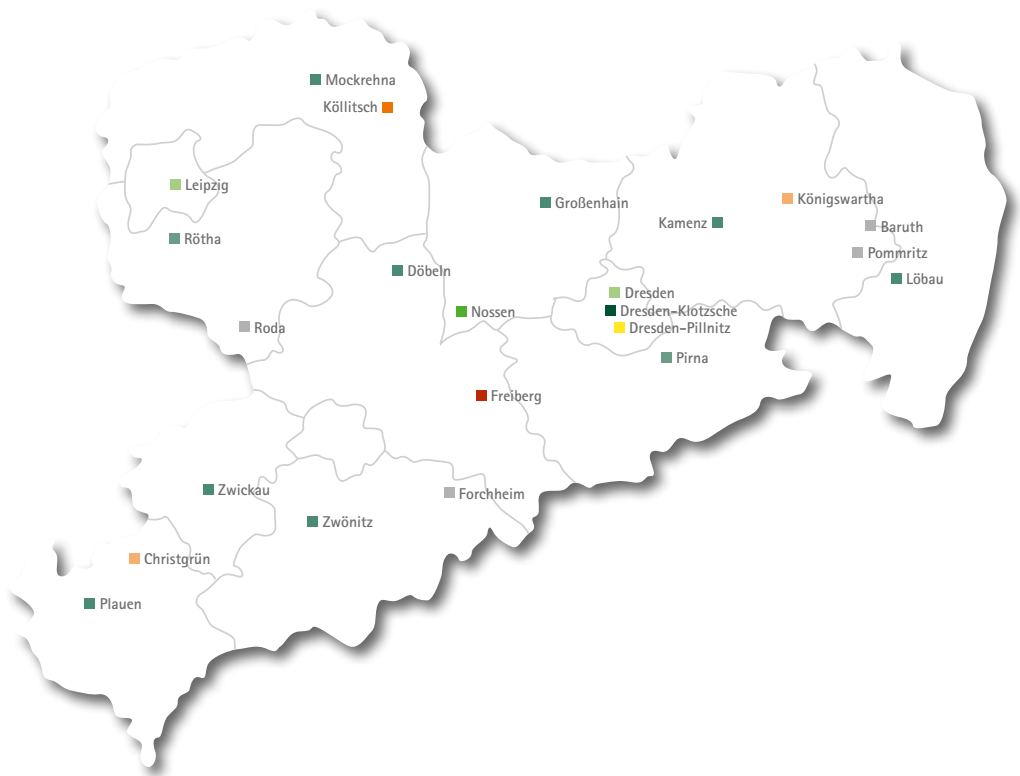 Mockrehna
Köllitsch
Leipzig
Königswartha
Großenhain
Kamenz
Baruth
Rötha
Pommritz
Döbeln
Löbau
Dresden
Nossen
Dresden-Klotzsche
Roda
Dresden-Pillnitz
Pirna
Freiberg
Zwickau
Forchheim
Zwönitz
Christgrün
Plauen